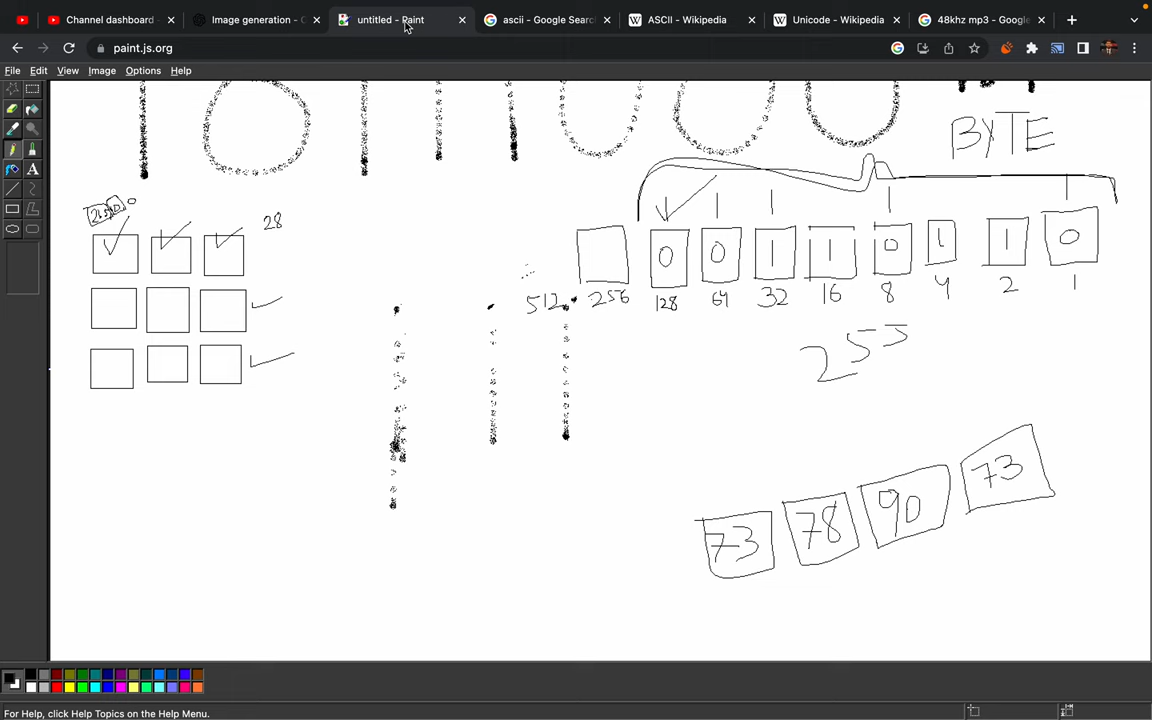 Channel dashboard -
Image generation - C
untitled - Paint
ascii - Google Search
ASCII - Wikipedia
Unicode - Wikipedia
48khz mp3 - Google
paint.js.org
File Edit View Image Options Help
BYTE
28
0 0 1 1 0 1 1 0
512 256 128 64 32 16 8 4 2 1
255
73 78 90 73
For Help, click Help Topics on the Help Menu.